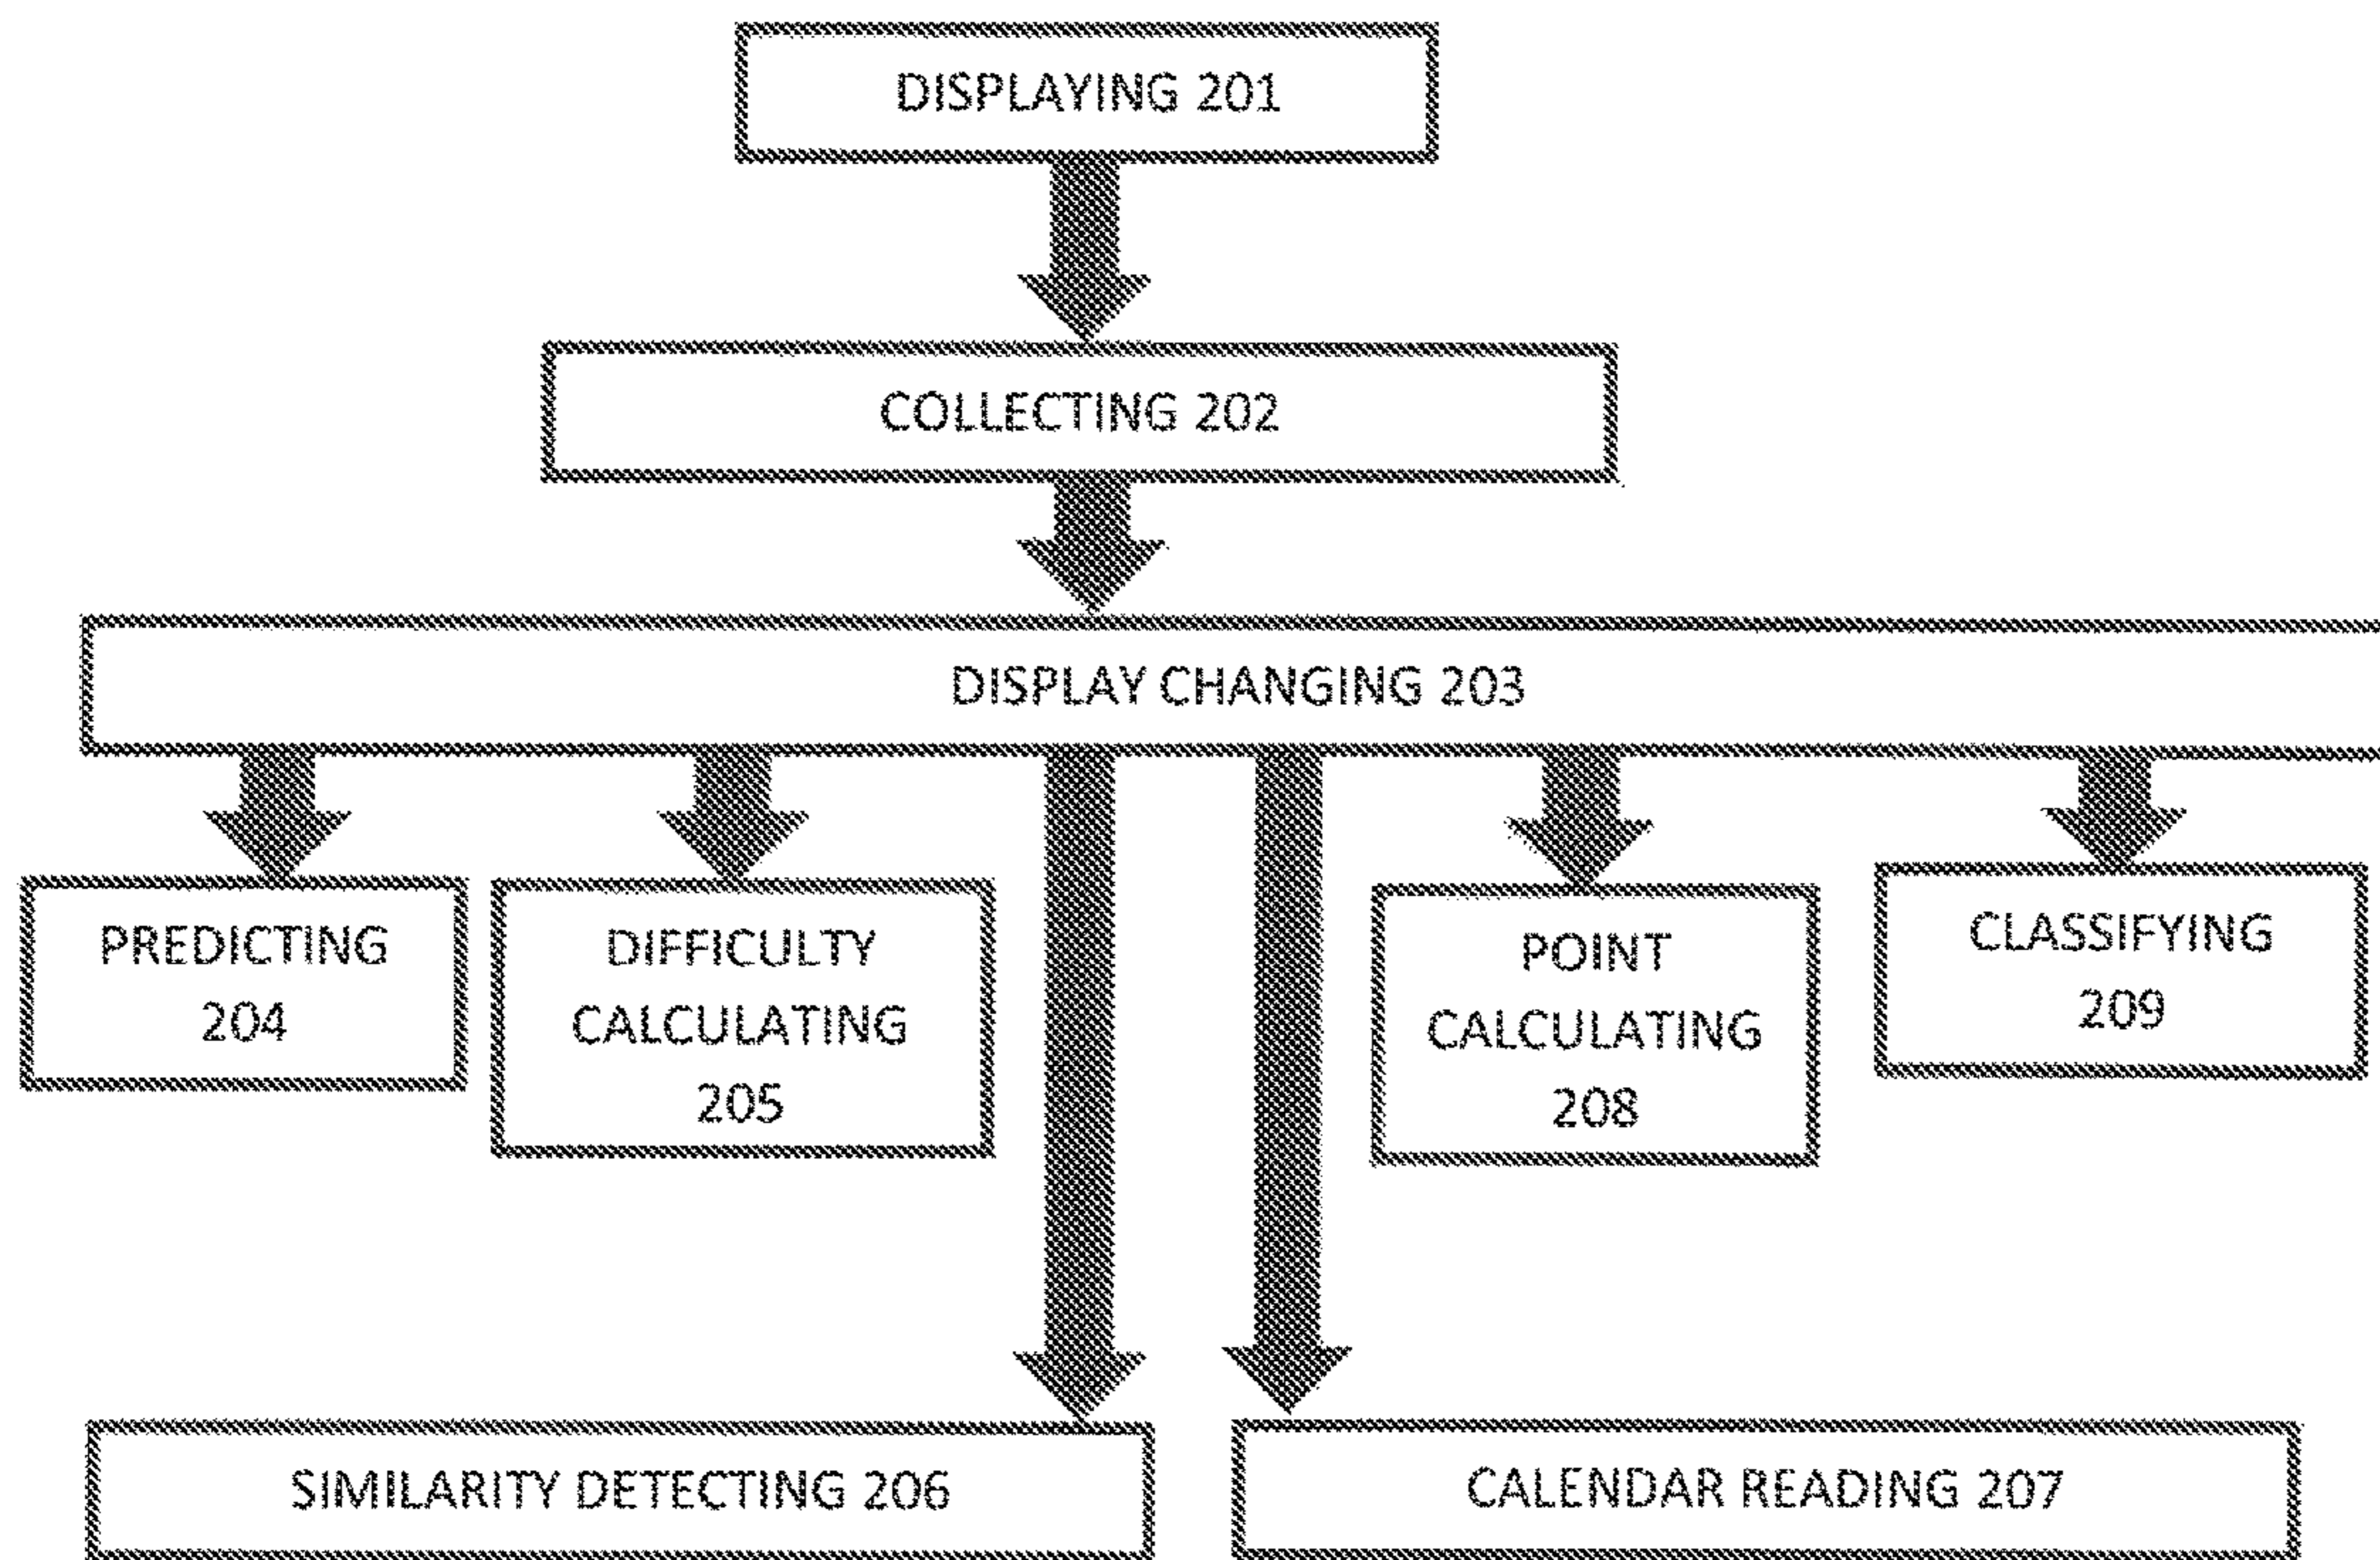 DISPLAYING 201
COLLECTING 202
DISPLAY CHANGING 203
PREDICTING
204
DIFFICULTY
CALCULATING
205
POINT
CALCULATING
208
CLASSIFYING
209
SIMILARITY DETECTING 206
CALENDAR READING 207